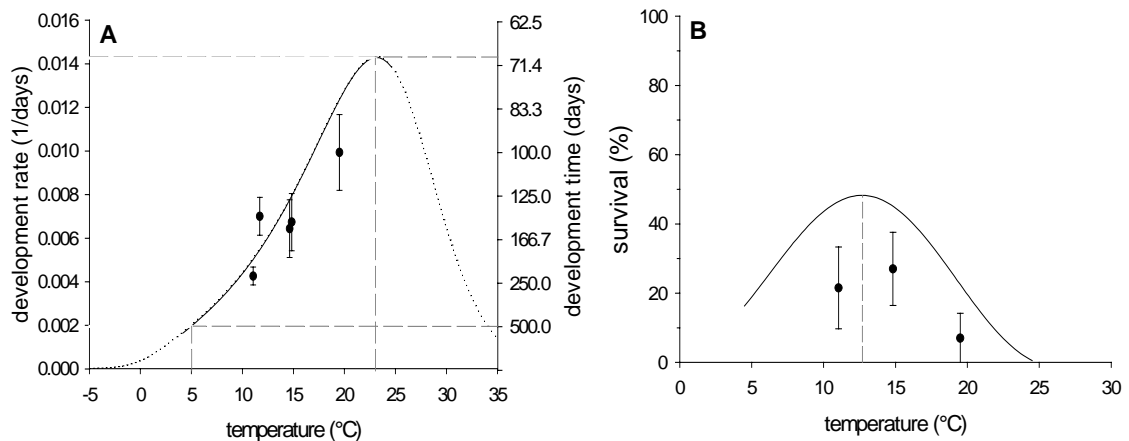 A
development rate (1/days)
0.016
0.014
0.012
0.010
0.008
0.006
0.004
0.002
0.000
-5 0 5 10 15 20 25 30 35
temperature (°C)
62.5
71.4
83.3
100.0
125.0
166.7
250.0
500.0
development time (days)
B
survival (%)
100
80
60
40
20
0
0 5 10 15 20 25 30
temperature (°C)